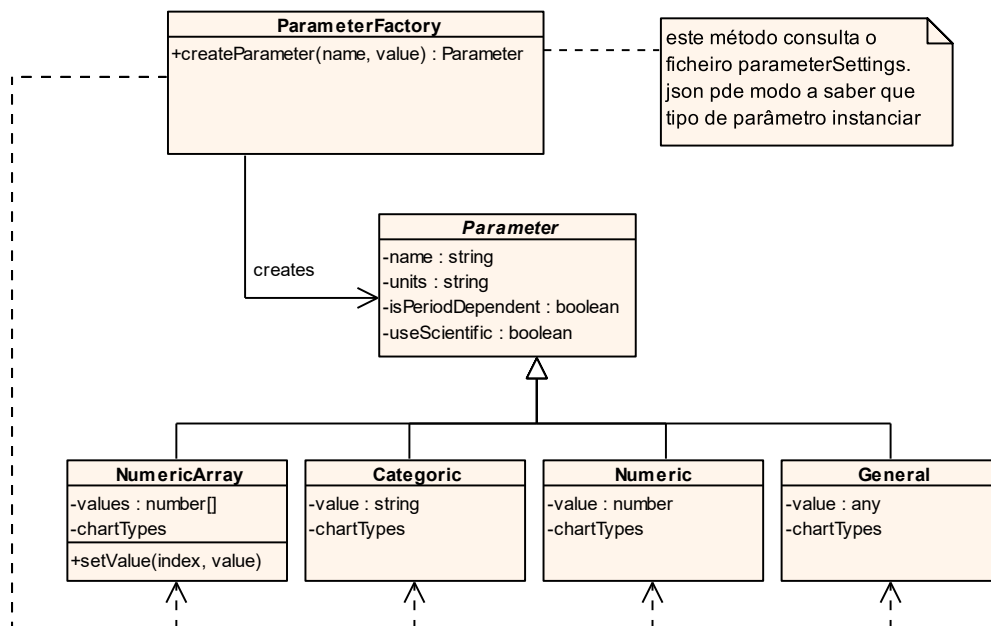 ParameterFactory
+createParameter(name, value) : Parameter
este método consulta o
ficheiro parameterSettings.
json pde modo a saber que
tipo de parâmetro instanciar
Parameter
-name : string
-units : string
-isPeriodDependent : boolean
-useScientific : boolean
creates
NumericArray
-values : number[]
-chartTypes
+setValue(index, value)
Categoric
-value : string
-chartTypes
Numeric
-value : number
-chartTypes
General
-value : any
-chartTypes